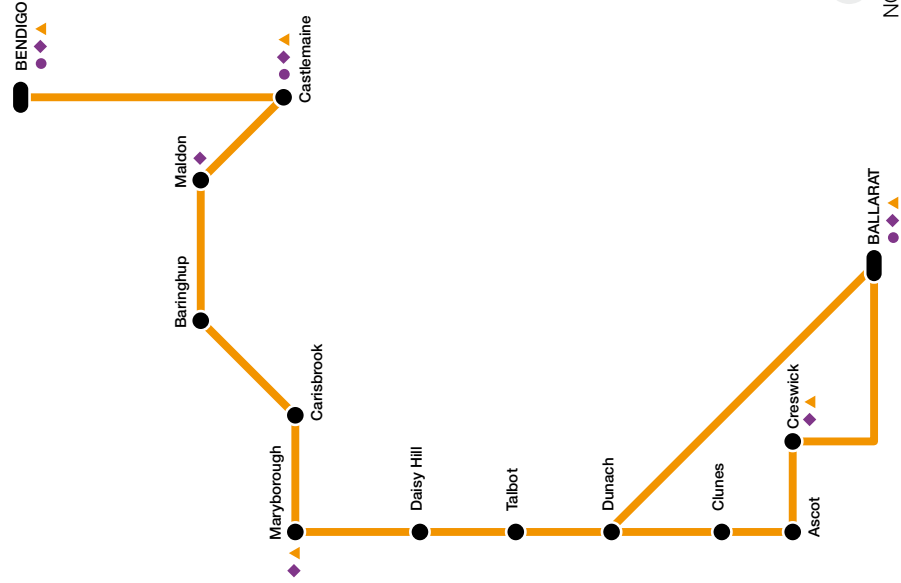 BENDIGO
Castlemaine
Maldon
Baringhup
Carisbrook
Maryborough
Daisy Hill
Talbot
Dunach
Clunes
Ascot
Creswick
BALLARAT